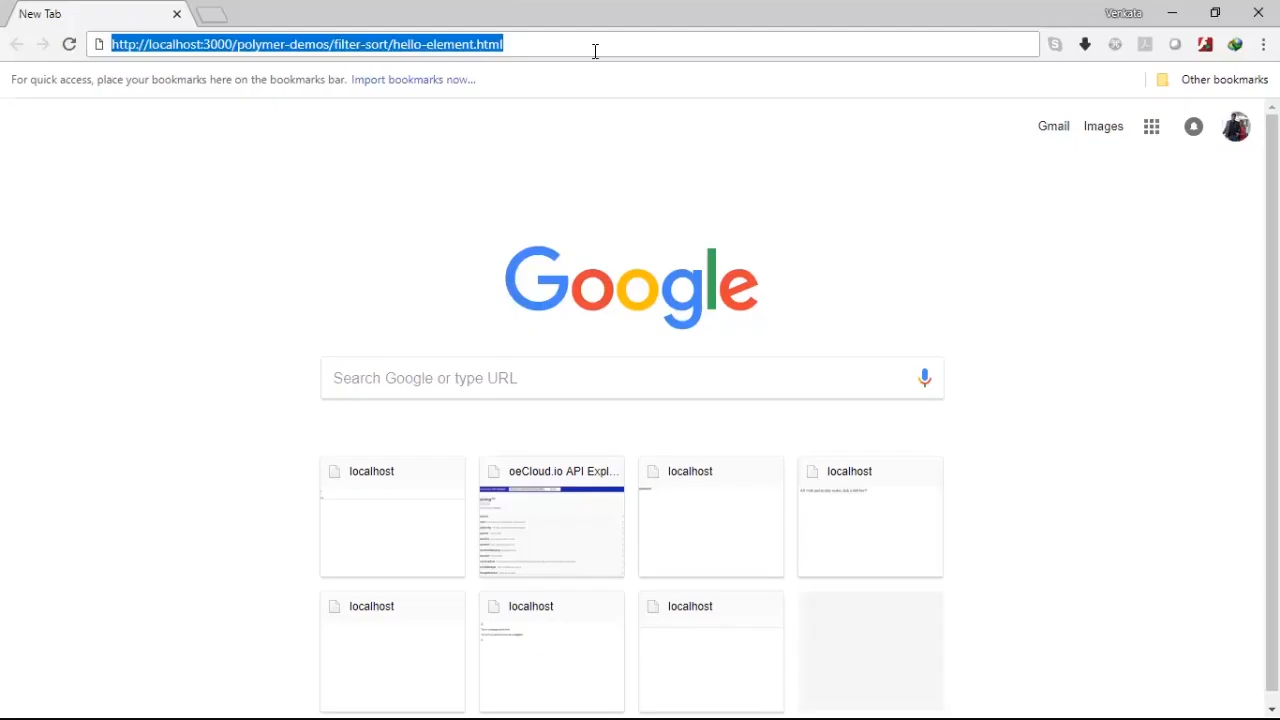 New Tab
Venkate
http://localhost:3000/polymer-demos/filter-sort/hello-element.html
For quick access, place your bookmarks here on the bookmarks bar. Import bookmarks now...
Other bookmarks
Gmail Images
Google
Search Google or type URL
localhost
oeCloud.io API Expl...
localhost
localhost
localhost
localhost
localhost